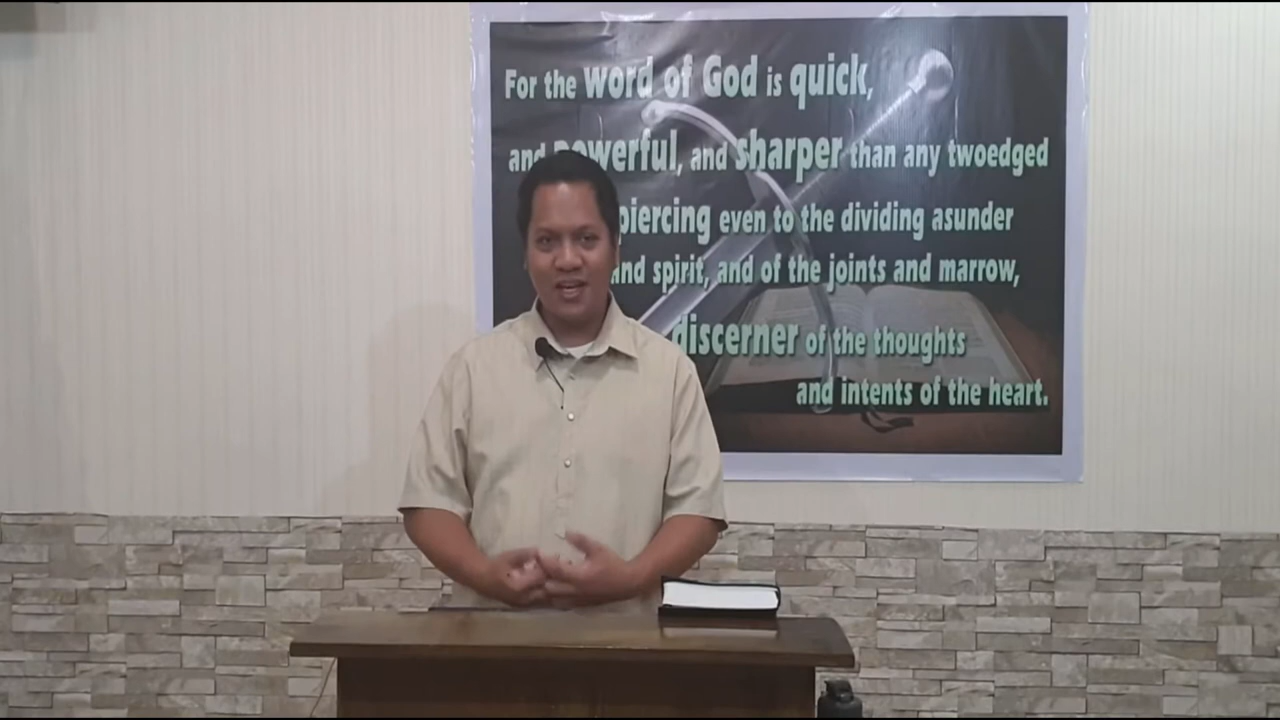 For the word of God is quick,
and powerful, and sharper than any twoedged
piercing even to the dividing asunder
and spirit, and of the joints and marrow,
discerner of the thoughts
and intents of the heart.